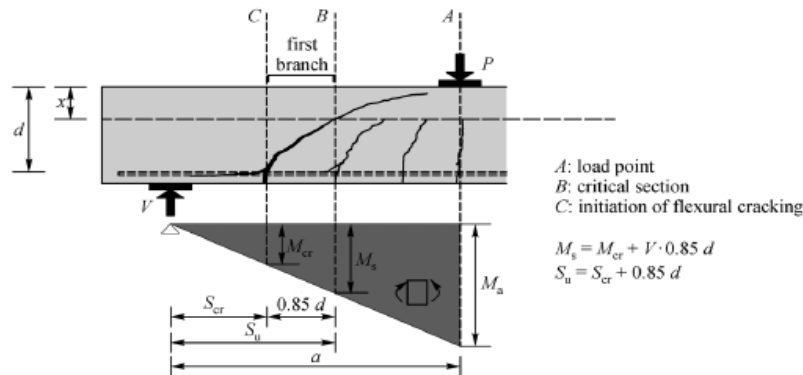 C
B
A
first
branch
P
x
d
V
A: load point
B: critical section
C: initiation of flexural cracking
M_cr
M_s
M_a
M_s = M_cr + V·0.85 d
S_u = S_cr + 0.85 d
S_cr
0.85 d
S_u
a